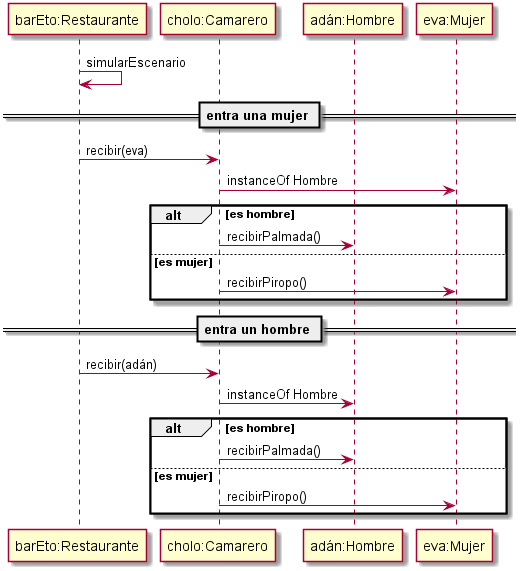 barEto:Restaurante cholo:Camarero adán:Hombre eva:Mujer
simularEscenario
entra una mujer
recibir(eva)
instanceOf Hombre
alt [es hombre]
recibirPalmada()
[es mujer]
recibirPiropo()
entra un hombre
recibir(adán)
instanceOf Hombre
alt [es hombre]
recibirPalmada()
[es mujer]
recibirPiropo()
barEto:Restaurante cholo:Camarero adán:Hombre eva:Mujer